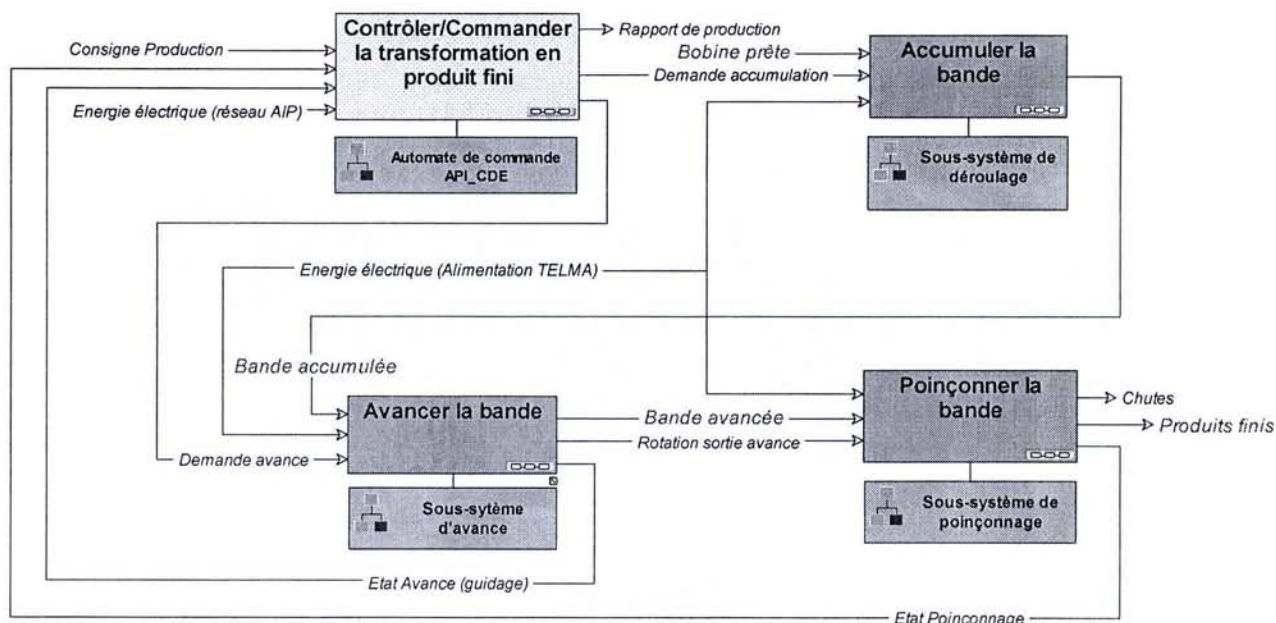 Contrôler/Commander
la transformation en
produit fini
Consigne Production
Energie électrique (réseau AIP)
Rapport de production
Bobine prête
Demande accumulation
Accumuler la
bande
Automate de commande
API_CDE
Sous-système de
déroulage
Energie électrique (Alimentation TELMA)
Bande accumulée
Avancer la bande
Demande avance
Bande avancée
Rotation sortie avance
Poinçonner la
bande
Chutes
Produits finis
Sous-sytème
d'avance
Sous-système de
poinçonnage
Etat Avance (guidage)
Etat Poinçonnage